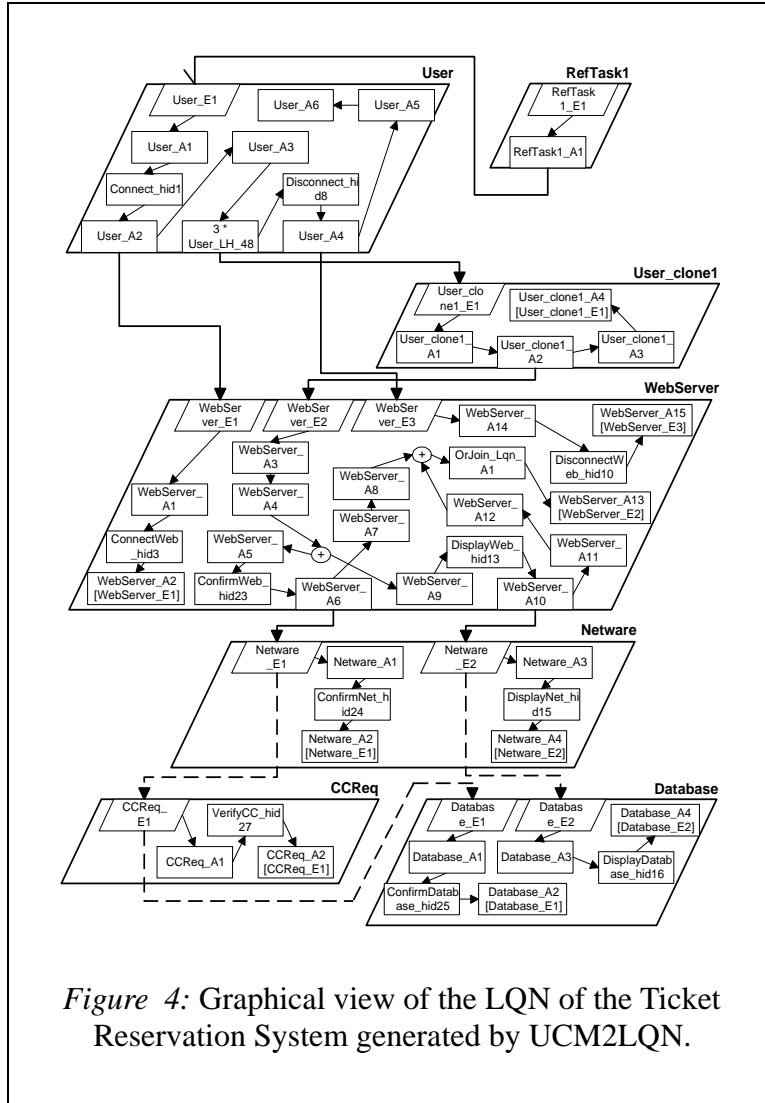 User
RefTask1
User_E1
User_A6
User_A5
RefTask
1_E1
User_A1
User_A3
RefTask1_A1
Connect_hid1
Disconnect_hi
d8
User_A2
3 *
User_LH_48
User_A4
User_clone1
User_clo
ne1_E1
User_clone1_A4
[User_clone1_E1]
User_clone1_
A1
User_clone1_
A2
User_clone1_
_A3
WebServer
WebSer
ver_E1
WebSer
ver_E2
WebSer
ver_E3
WebServer_
A14
WebServer_A15
[WebServer_E3]
WebServer_
A3
WebServer_
A8
+
OrJoin_Lqn_
A1
DisconnectW
eb_hid10
WebServer_
A1
WebServer_
A4
WebServer_
A7
WebServer_
A12
WebServer_A13
[WebServer_E2]
ConnectWeb
_hid3
WebServer_
A5
+
DisplayWeb_
hid13
WebServer_
A11
WebServer_A2
[WebServer_E1]
ConfirmWeb_
hid23
WebServer_
A6
WebServer_
A9
WebServer_
A10
Netware
Netware
_E1
Netware_A1
Netware
_E2
Netware_A3
ConfirmNet_h
id24
DisplayNet_hi
d15
Netware_A2
[Netware_E1]
Netware_A4
[Netware_E2]
CCReq
Database
CCReq_
E1
VerifyCC_hid
27
CCReq_A1
CCReq_A2
[CCReq_E1]
Databas
e_E1
Databas
e_E2
Database_A4
[Database_E2]
Database_A1
Database_A3
DisplayDatab
ase_hid16
ConfirmDatab
ase_hid25
Database_A2
[Database_E1]
Figure 4: Graphical view of the LQN of the Ticket
Reservation System generated by UCM2LQN.